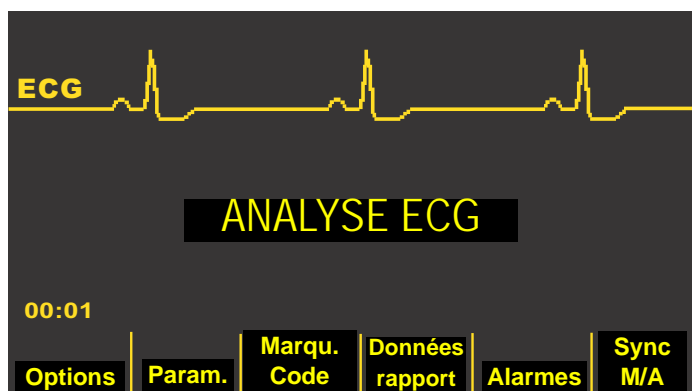 ECG
ANALYSE ECG
00:01
Options
Param.
Marqu.
Code
Données
rapport
Alarmes
Sync
M/A